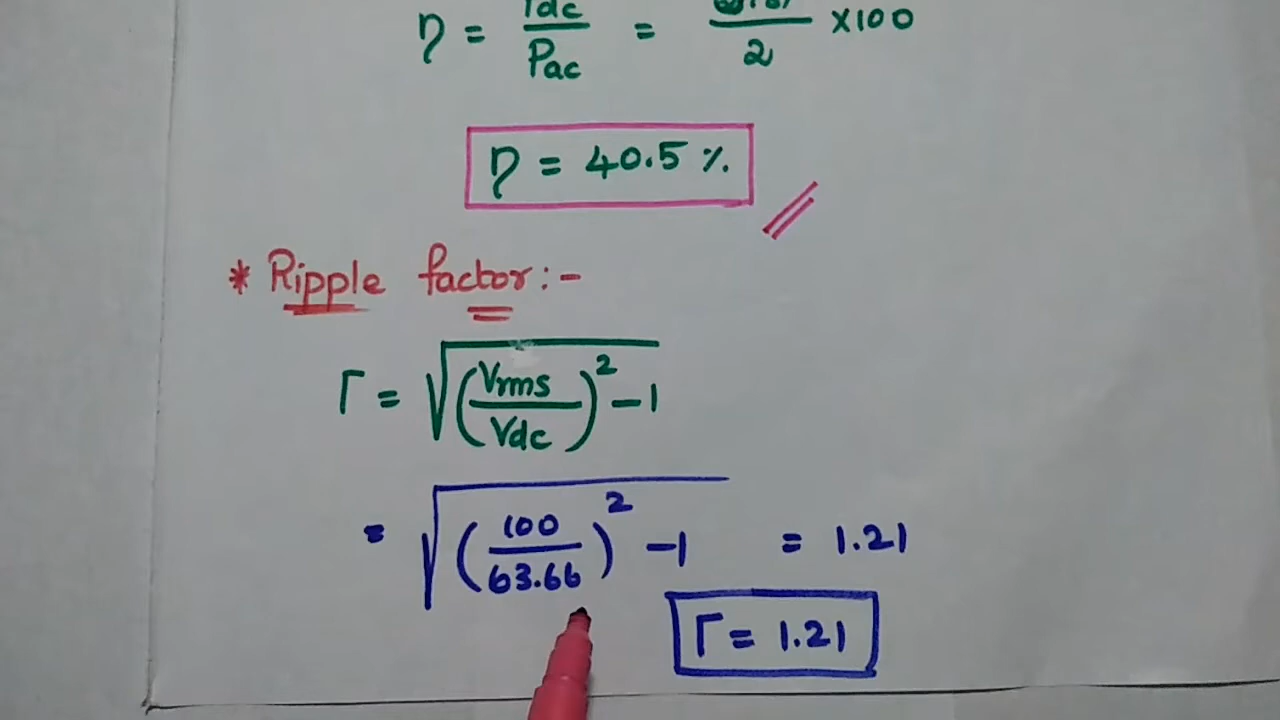 η = Pdc/Pac = /2 ×100
η = 40.5 %.
* Ripple factor:-
Γ = √(Vrms/Vdc)² - 1
= √(100/63.66)² - 1 = 1.21
Γ = 1.21